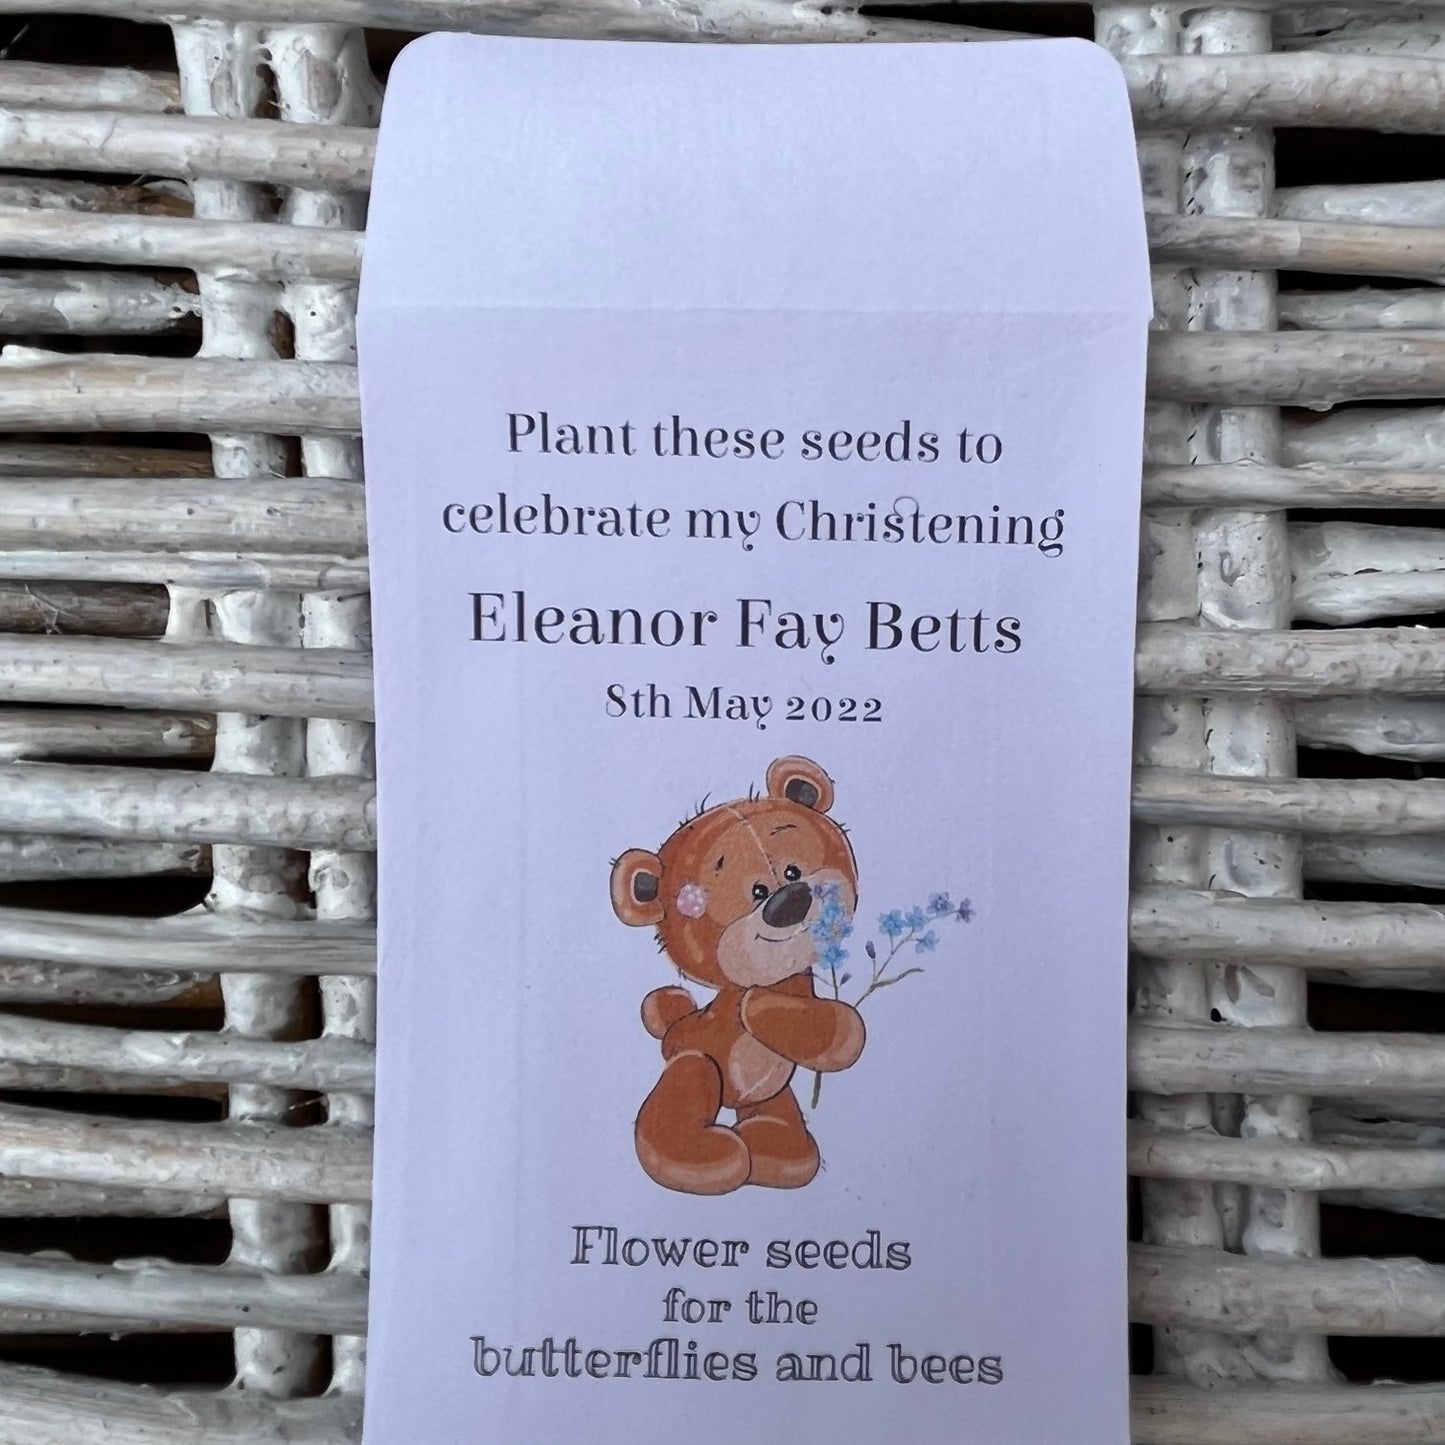 Plant these seeds to
celebrate my Christening
Eleanor Fay Betts
8th May 2022
Flower seeds
for the
butterflies and bees